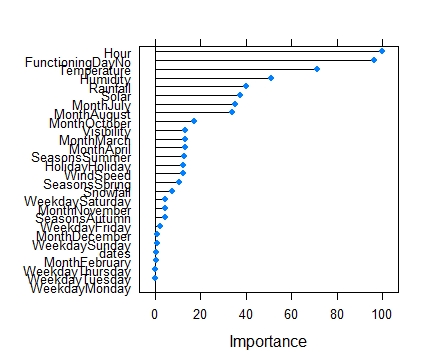 Hour
FunctioningDayNo
Temperature
Humidity
Rainfall
Solar
MonthJuly
MonthAugust
MonthOctober
Visibility
MonthMarch
MonthApril
SeasonsSummer
HolidayHoliday
WindSpeed
SeasonsSpring
Snowfall
WeekdaySaturday
MonthNovember
SeasonsAutumn
WeekdayFriday
MonthDecember
WeekdaySunday
dates
MonthFebruary
WeekdayThursday
WeekdayTuesday
WeekdayMonday
0 20 40 60 80 100
Importance